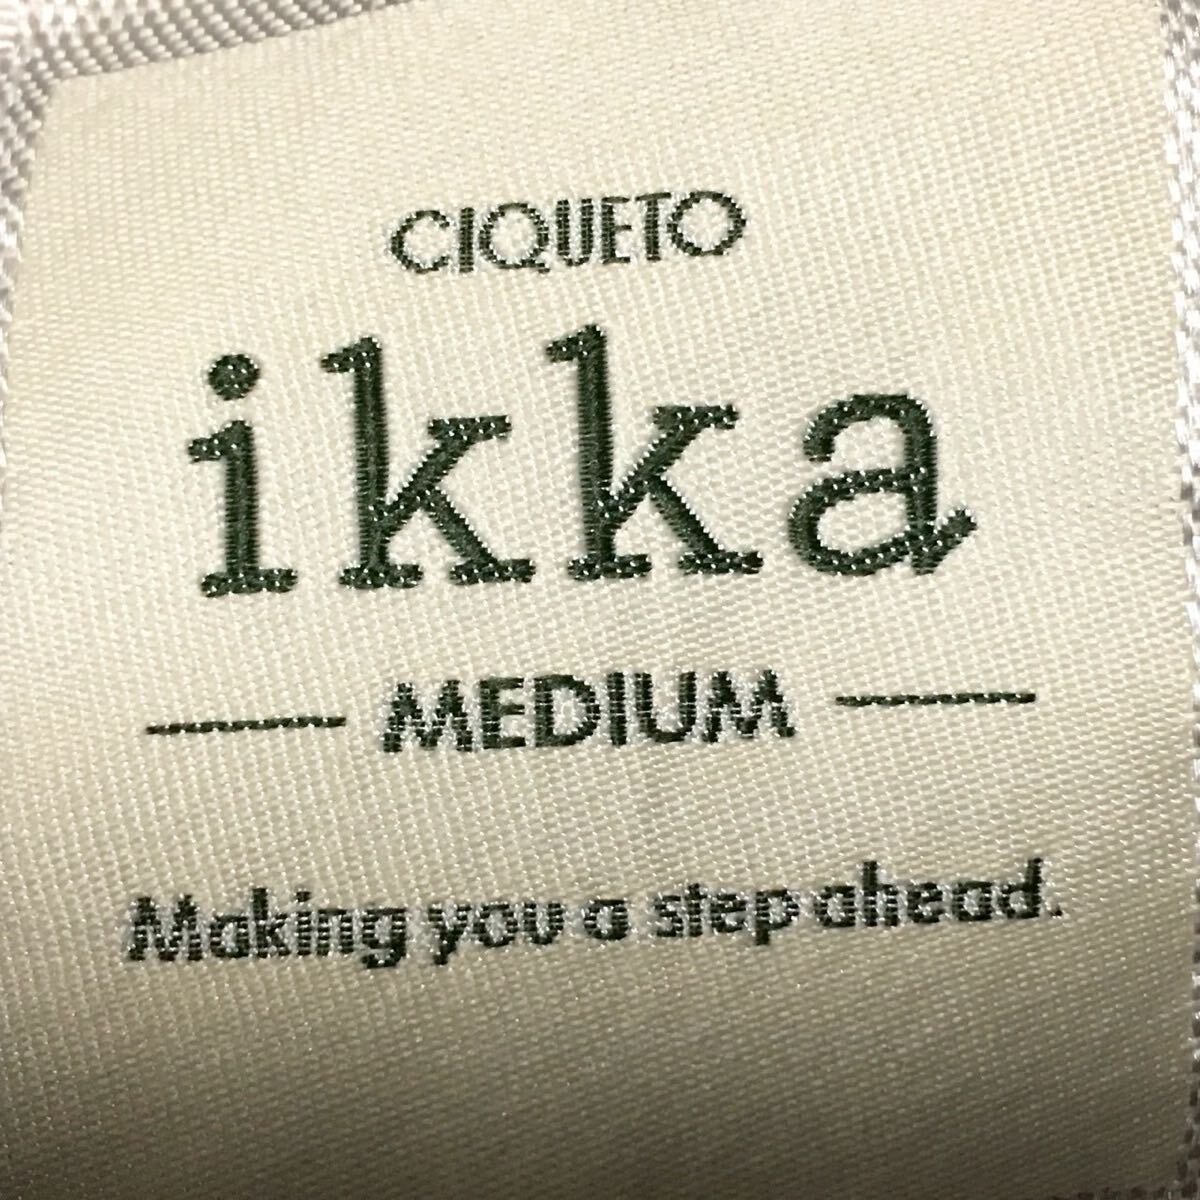 CIQUETO
ikka
MEDIUM
Making you a step ahead.